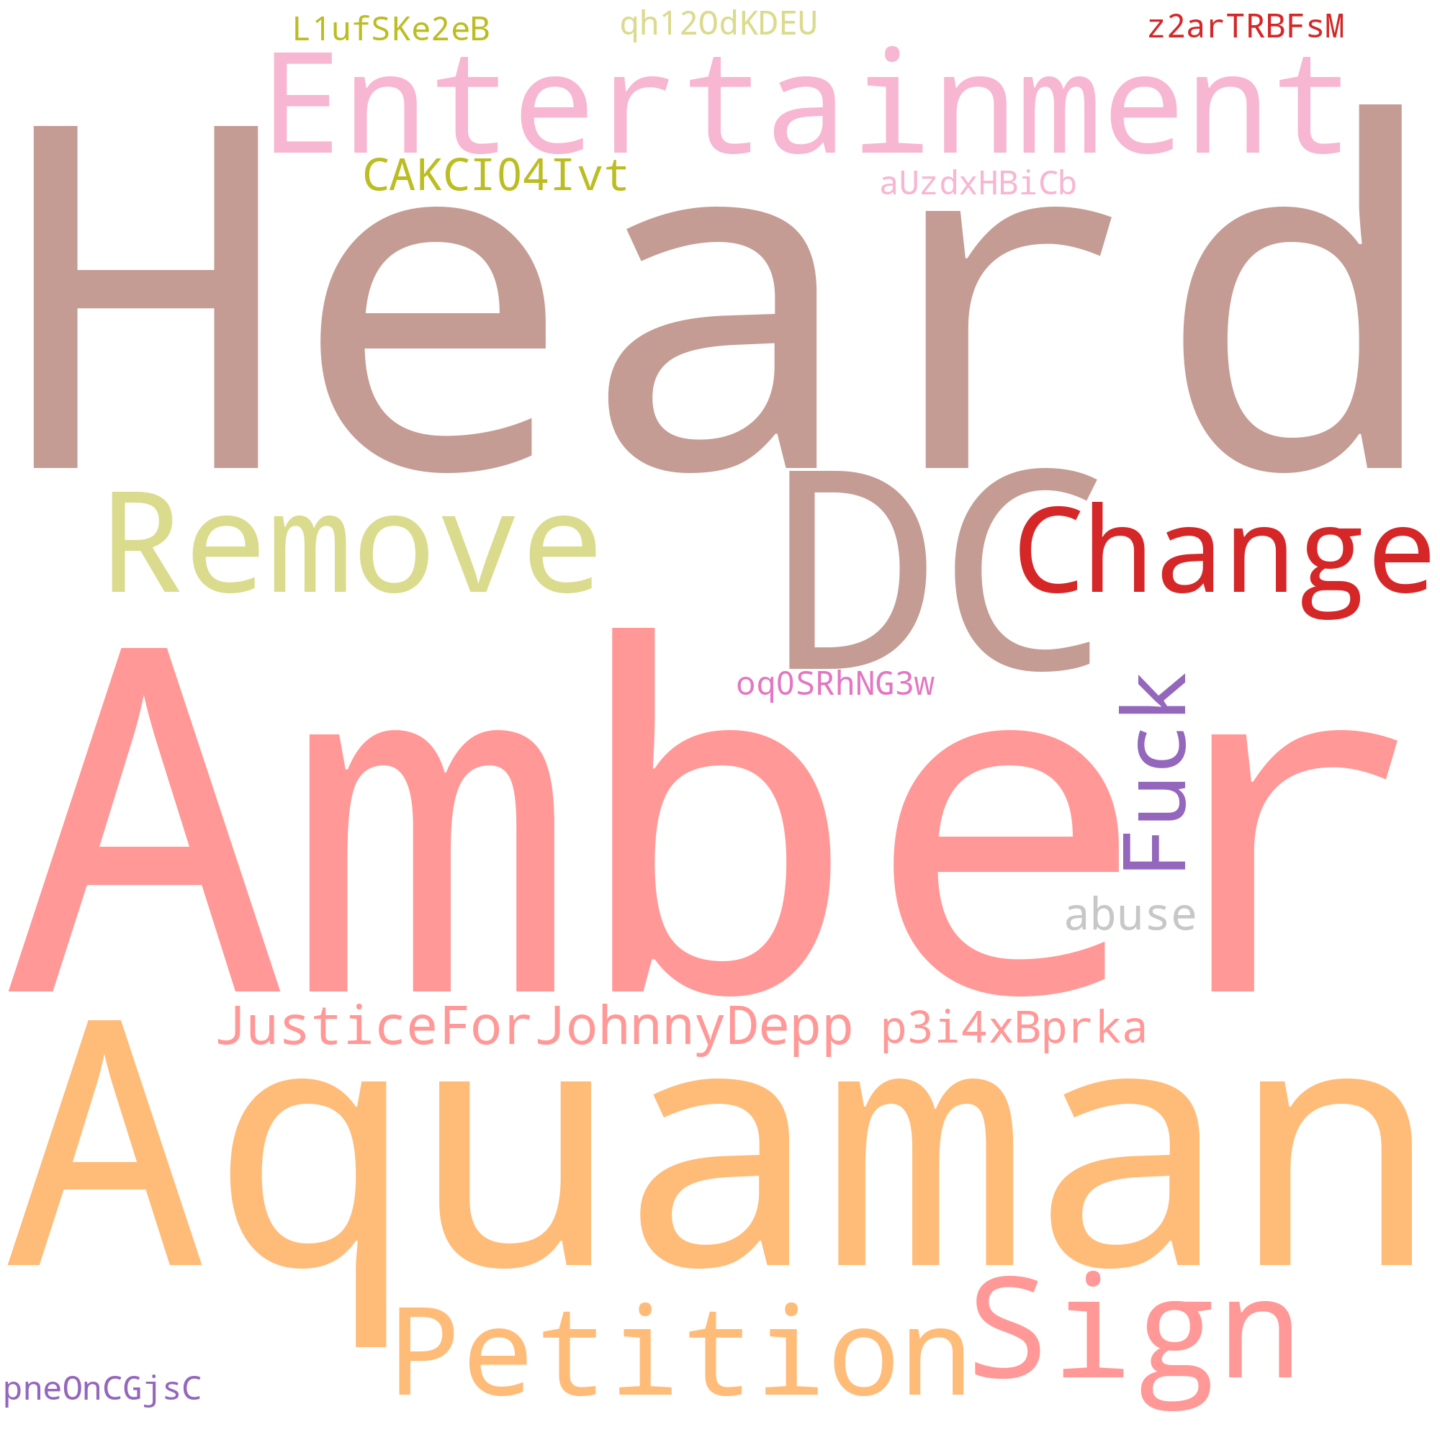 L1ufSKe2eB
qh12OdKDEU
z2arTRBFsM
Entertainment
CAKCI04Ivt
aUzdxHBiCb
Heard
Remove
DC
Change
oq0SRhNG3w
Fuck
Amber
abuse
JusticeForJohnnyDepp
p3i4xBprka
Aquaman
Petition
Sign
pneOnCGjsC